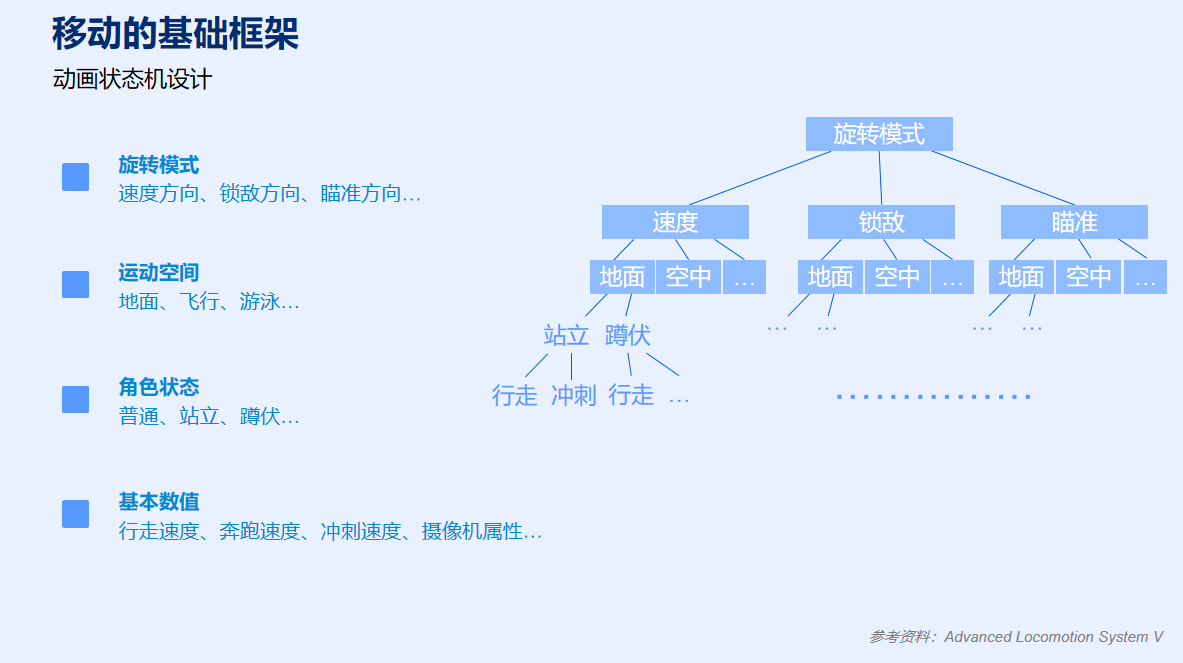 移动的基础框架
动画状态机设计
旋转模式
速度方向、锁敌方向、瞄准方向…
运动空间
地面、飞行、游泳…
角色状态
普通、站立、蹲伏…
基本数值
行走速度、奔跑速度、冲刺速度、摄像机属性…
旋转模式
速度 锁敌 瞄准
地面 空中 … 地面 空中 … 地面 空中 …
站立 蹲伏 … … … …
行走 冲刺 行走 … ...............
参考资料：Advanced Locomotion System V